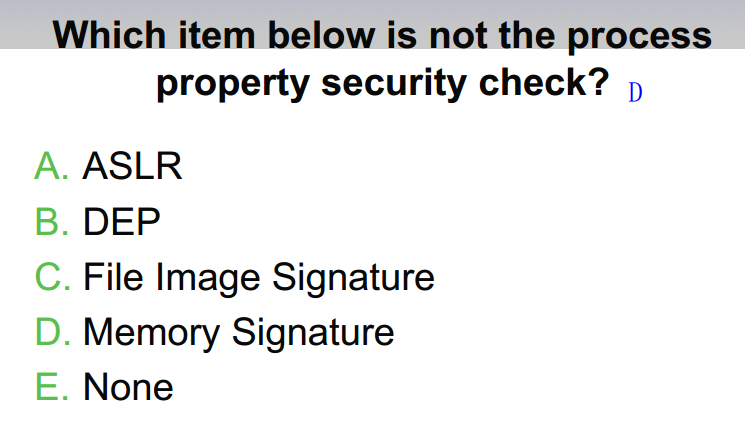 Which item below is not the process
property security check? D
A. ASLR
B. DEP
C. File Image Signature
D. Memory Signature
E. None